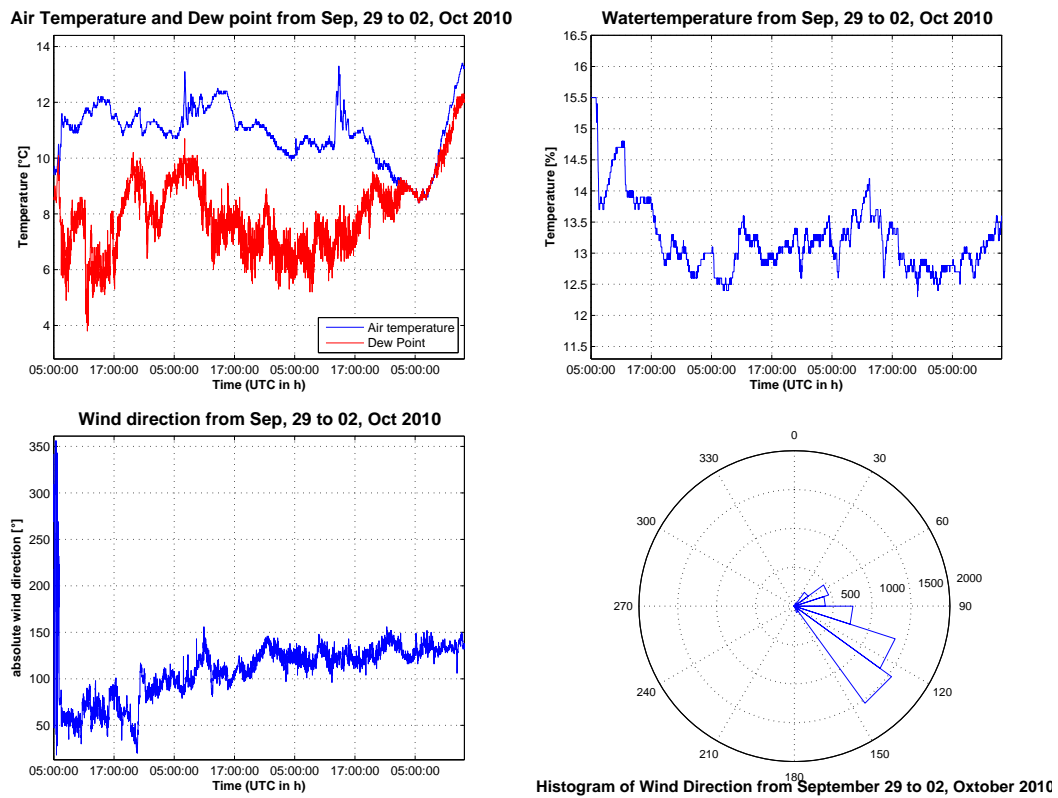 Air Temperature and Dew point from Sep, 29 to 02, Oct 2010
14
12
10
8
6
4
Temperature [°C]
Air temperature
Dew Point
05:00:00 17:00:00 05:00:00 17:00:00 05:00:00 17:00:00 05:00:00
Time (UTC in h)
Watertemperature from Sep, 29 to 02, Oct 2010
16.5
16
15.5
15
14.5
14
13.5
13
12.5
12
11.5
Temperature [%]
05:00:00 17:00:00 05:00:00 17:00:00 05:00:00 17:00:00 05:00:00
Time (UTC in h)
Wind direction from Sep, 29 to 02, Oct 2010
350
300
250
200
150
100
50
absolute wind direction [°]
05:00:00 17:00:00 05:00:00 17:00:00 05:00:00 17:00:00 05:00:00
Time (UTC in h)
0
330 30
300 60
500 1000 1500 2000
270 90
240 120
210 150
180
Histogram of Wind Direction from September 29 to 02, Oxtober 2010